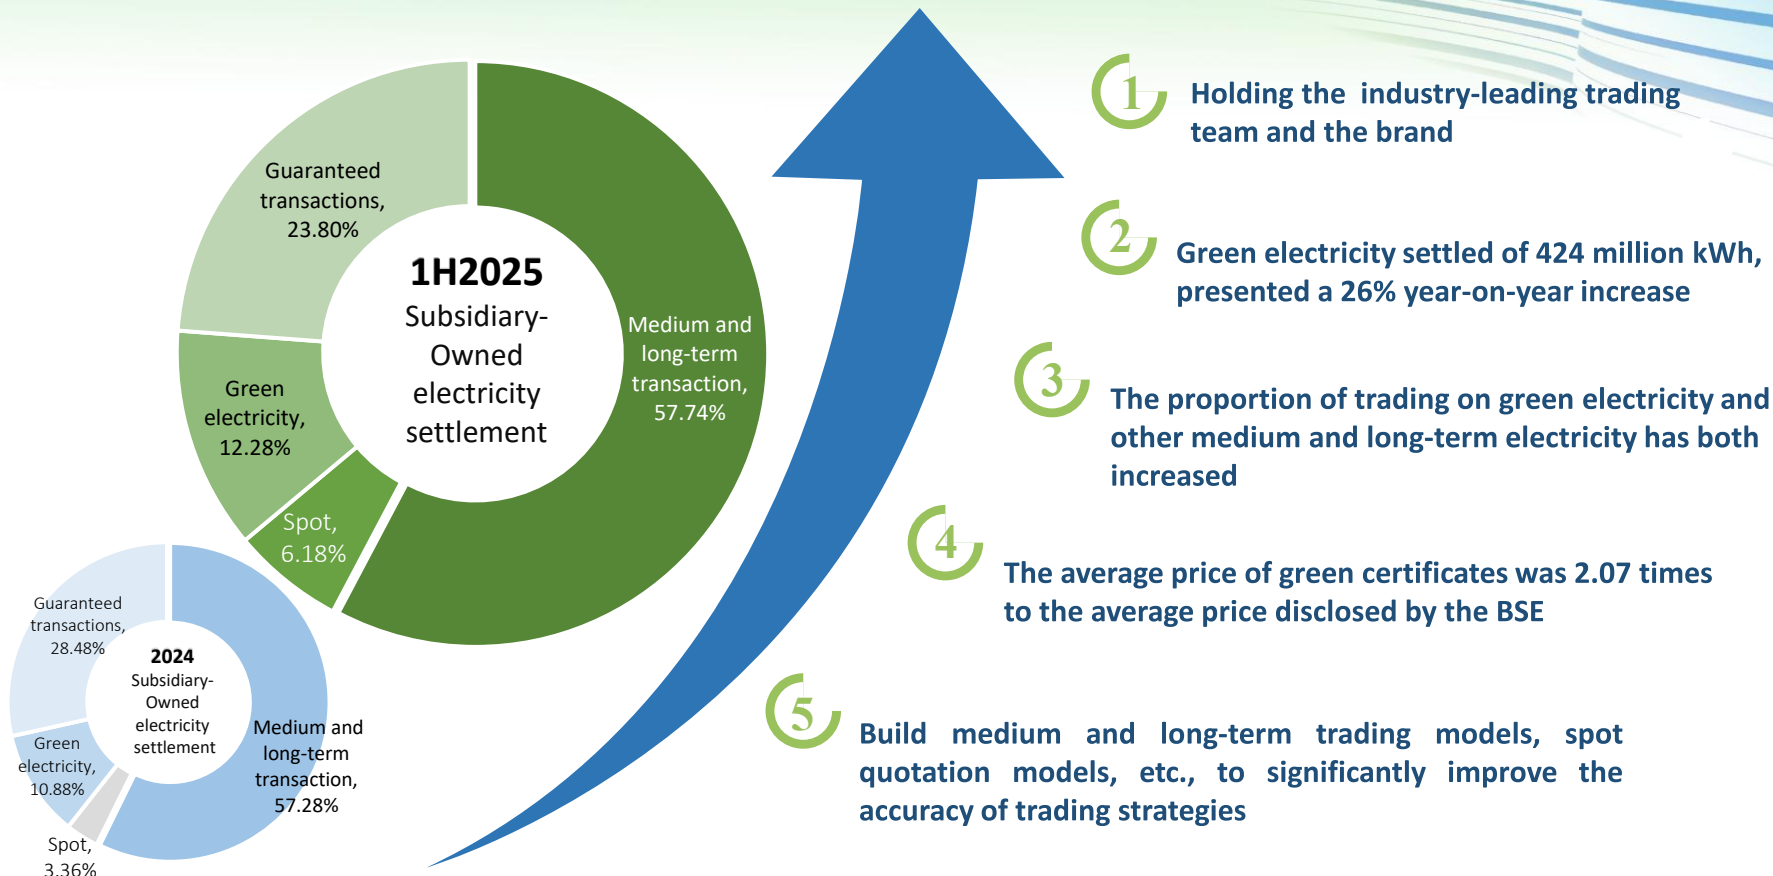 Guaranteed
transactions,
23.80%
1H2025
Subsidiary-
Owned
electricity
settlement
Medium and
long-term
transaction,
57.74%
Green
electricity,
12.28%
Spot,
6.18%
Guaranteed
transactions,
28.48%
2024
Subsidiary-
Owned
electricity
settlement
Medium and
long-term
transaction,
57.28%
Green
electricity,
10.88%
Spot,
3.36%
1
Holding the industry-leading trading
team and the brand
2
Green electricity settled of 424 million kWh,
presented a 26% year-on-year increase
3
The proportion of trading on green electricity and
other medium and long-term electricity has both
increased
4
The average price of green certificates was 2.07 times
to the average price disclosed by the BSE
5
Build medium and long-term trading models, spot
quotation models, etc., to significantly improve the
accuracy of trading strategies